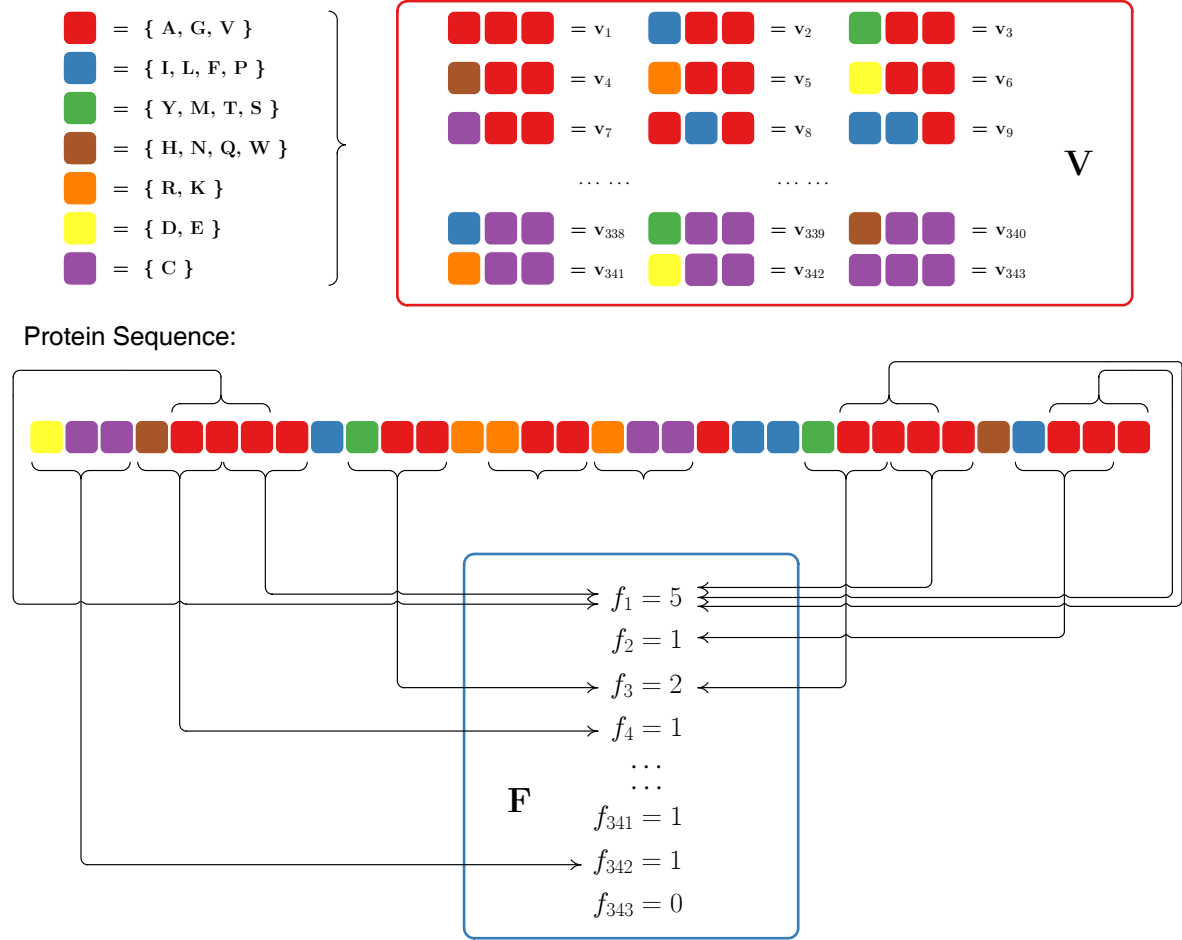 = { A, G, V }
= { I, L, F, P }
= { Y, M, T, S }
= { H, N, Q, W }
= { R, K }
= { D, E }
= { C }
= v₁ = v₂ = v₃
= v₄ = v₅ = v₆
= v₇ = v₈ = v₉
V
... ... ... ...
= v₃₃₈ = v₃₃₉ = v₃₄₀
= v₃₄₁ = v₃₄₂ = v₃₄₃
Protein Sequence:
f₁ = 5
f₂ = 1
f₃ = 2
f₄ = 1
...
...
F
f₃₄₁ = 1
f₃₄₂ = 1
f₃₄₃ = 0